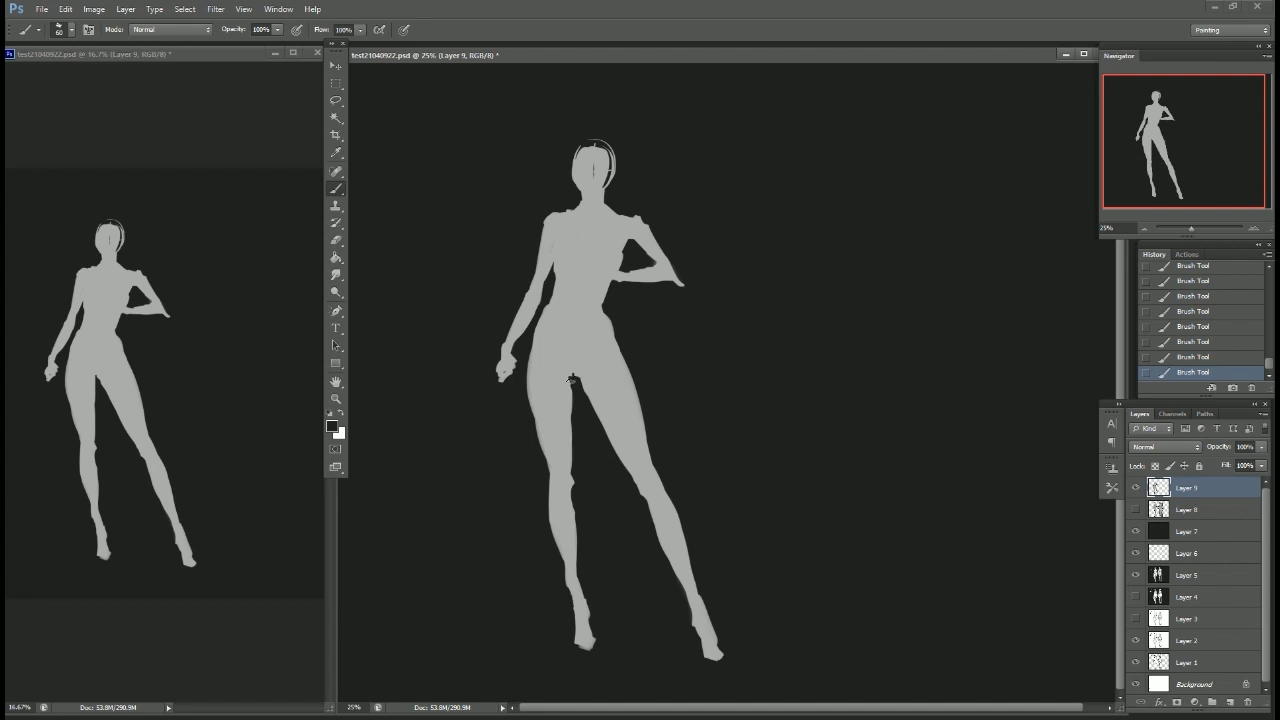 Ps File Edit Image Layer Type Select Filter View Window Help
60 Mode: Normal Opacity: 100% Flow: 100% Painting
Ps test21040922.psd @ 16.7% (Layer 9, RGB/8) *
test21040922.psd @ 25% (Layer 9, RGB/8) *
Navigator
25%
History Actions
Brush Tool
Brush Tool
Brush Tool
Brush Tool
Brush Tool
Brush Tool
Brush Tool
Brush Tool
Layers Channels Paths
Kind
Normal Opacity: 100%
Lock: Fill: 100%
Layer 9
Layer 8
Layer 7
Layer 6
Layer 5
Layer 4
Layer 3
Layer 2
Layer 1
Background
16.67% Doc: 53.8M/290.9M
25% Doc: 53.8M/290.9M